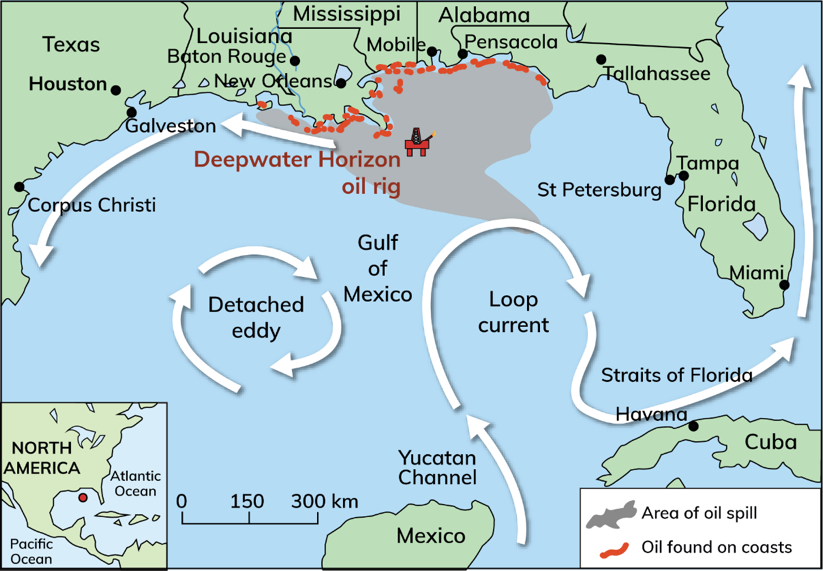 Mississippi
Alabama
Louisiana
Texas
Baton Rouge
Mobile
Pensacola
Houston
New Orleans
Tallahassee
Galveston
Deepwater Horizon
oil rig
Tampa
St Petersburg
Florida
Corpus Christi
Gulf
of
Mexico
Miami
Detached
eddy
Loop
current
Straits of Florida
Havana
Cuba
Yucatan
Channel
Mexico
0 150 300 km
NORTH
AMERICA
Atlantic
Ocean
Pacific
Ocean
Area of oil spill
Oil found on coasts